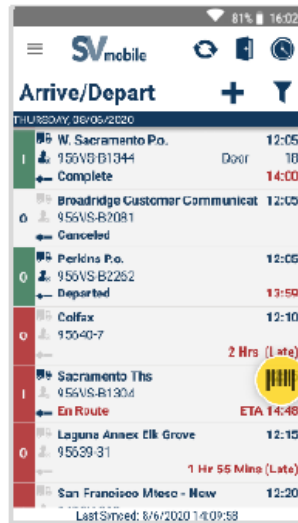 81% 16:02
SVmobile
Arrive/Depart
THURSDAY, 08/06/2020
W. Sacramento P.o. 12:05
I 956VS-B1344 Door 18
Complete 14:00
Broadridge Customer Communicat 12:05
O 956VS-B2081
Canceled
Perkins P.o. 12:05
O 956VS-B2262
Departed 13:59
Colfax 12:10
O 95640-7
2 Hrs (Late)
Sacramento Ths
I 956VS-B1304
En Route ETA 14:48
Laguna Annex Elk Grove 12:15
O 95639-31
1 Hr 55 Mins (Late)
San Francisco Mtesc - New 12:20
Last Synced: 8/6/2020 14:09:58